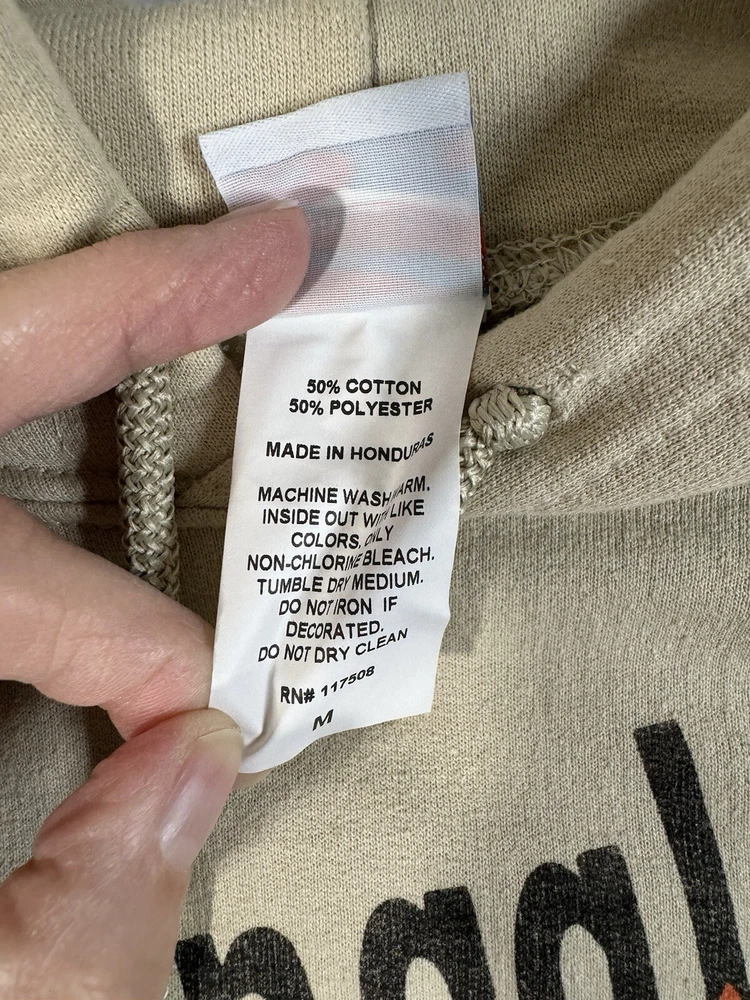 50% COTTON
50% POLYESTER
MADE IN HONDURAS
MACHINE WASH WARM.
INSIDE OUT WITH LIKE
COLORS, ONLY
NON-CHLORINE BLEACH.
TUMBLE DRY MEDIUM.
DO NOT IRON IF
DECORATED.
DO NOT DRY CLEAN
RN# 117508
M